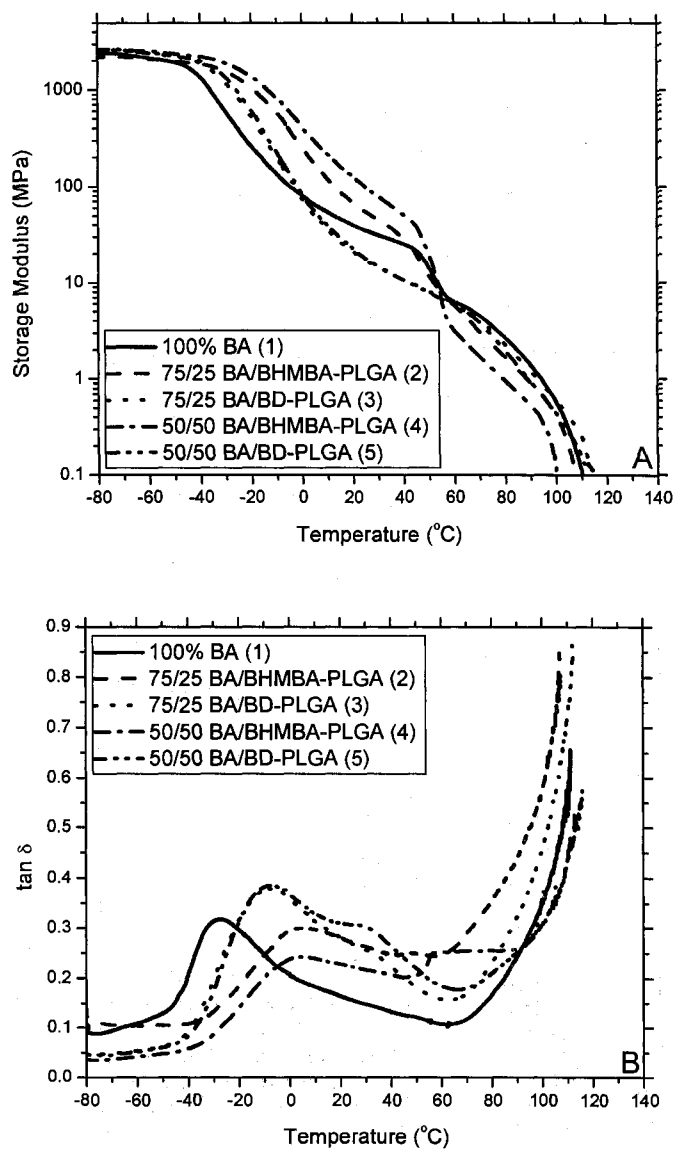 1000
100
10
1
0.1
Storage Modulus (MPa)
100% BA (1)
75/25 BA/BHMBA-PLGA (2)
75/25 BA/BD-PLGA (3)
50/50 BA/BHMBA-PLGA (4)
50/50 BA/BD-PLGA (5)
A
-80 -60 -40 -20 0 20 40 60 80 100 120 140
Temperature (°C)
0.9
0.8
0.7
0.6
0.5
0.4
0.3
0.2
0.1
0.0
tan δ
100% BA (1)
75/25 BA/BHMBA-PLGA (2)
75/25 BA/BD-PLGA (3)
50/50 BA/BHMBA-PLGA (4)
50/50 BA/BD-PLGA (5)
B
-80 -60 -40 -20 0 20 40 60 80 100 120 140
Temperature (°C)